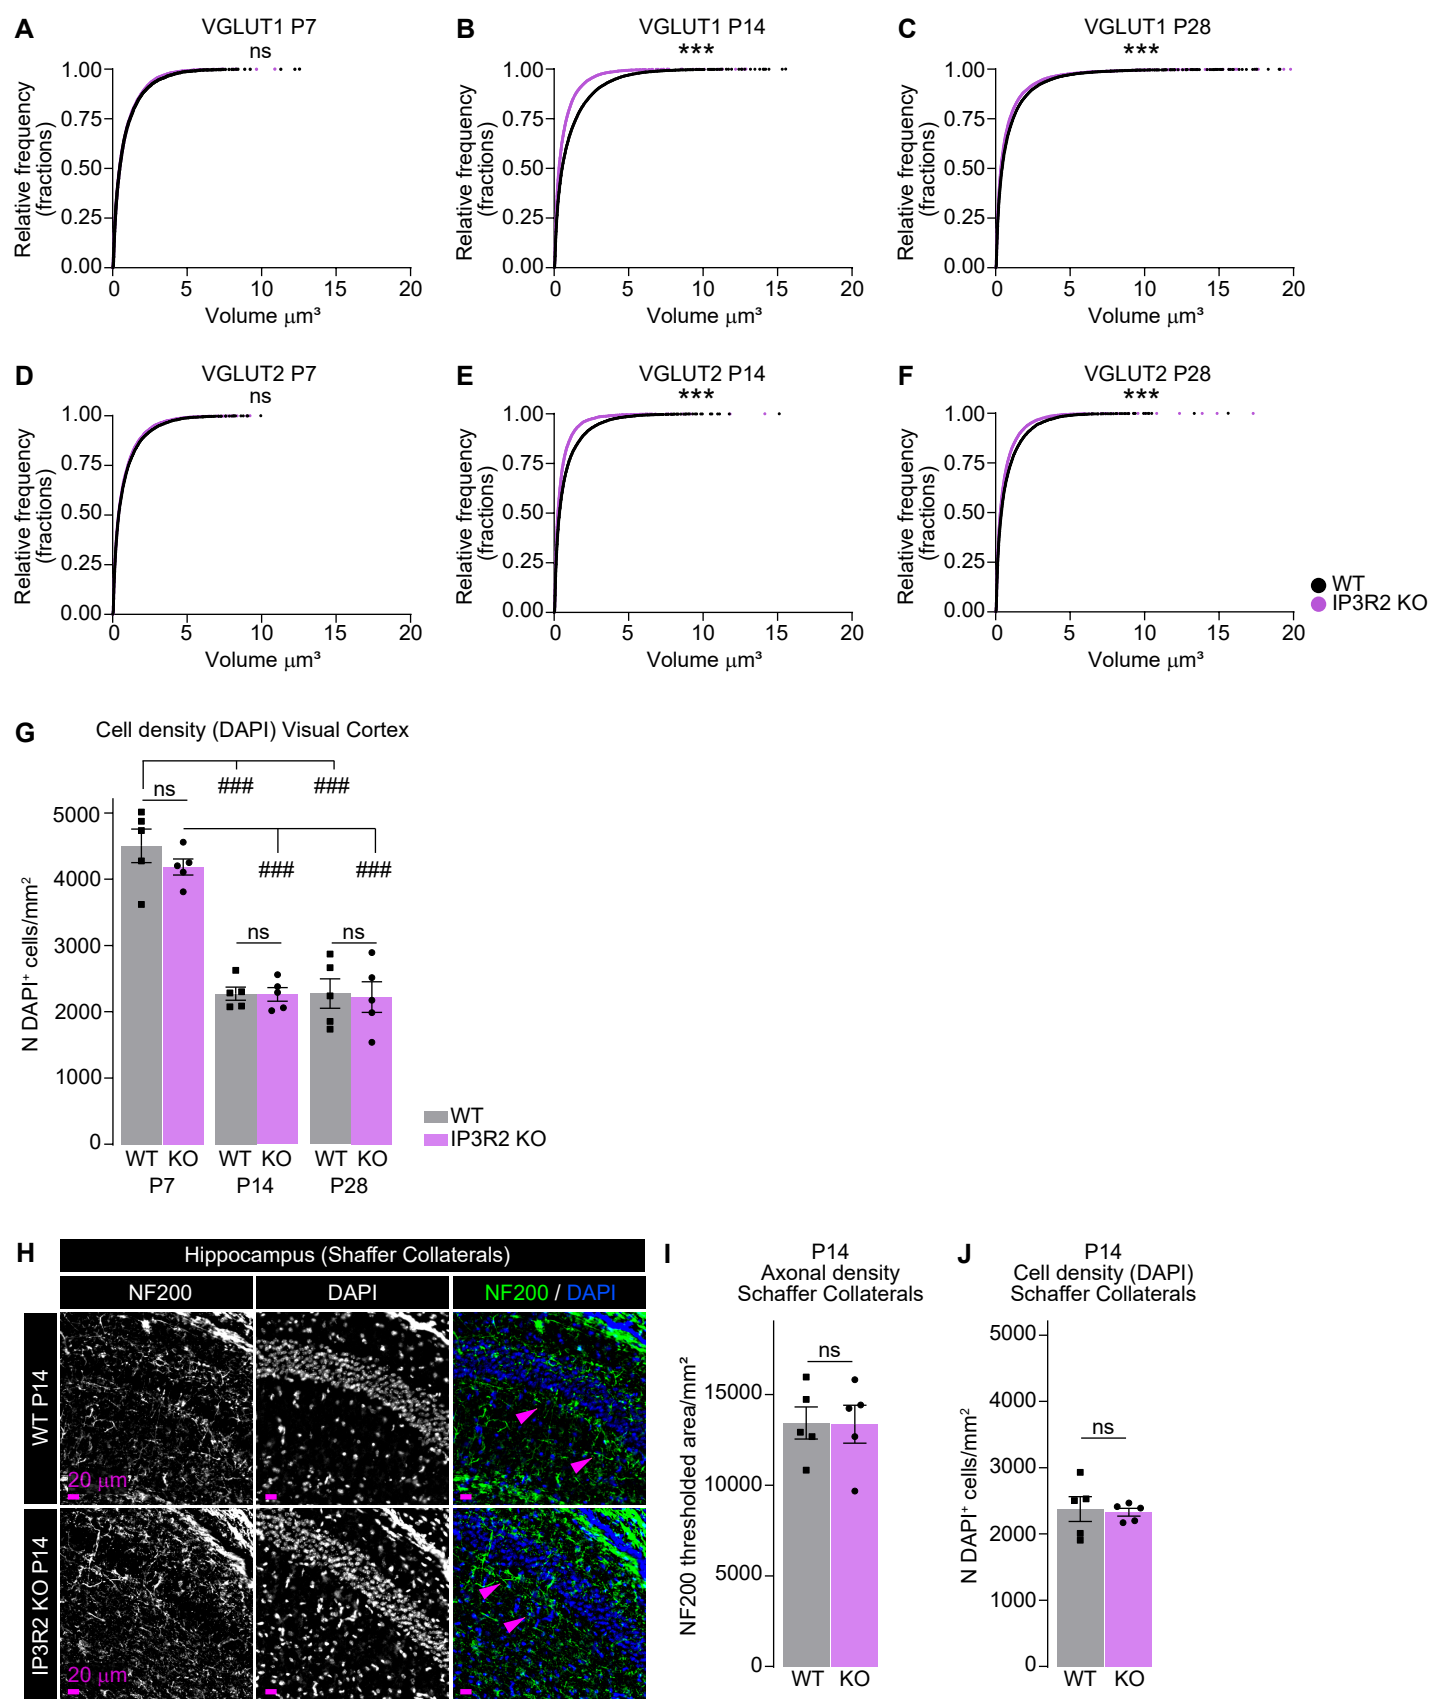 A
VGLUT1 P7
ns
Relative frequency
(fractions)
1.00
0.75
0.50
0.25
0.00
0 5 10 15 20
Volume µm³
B
VGLUT1 P14
***
Relative frequency
(fractions)
1.00
0.75
0.50
0.25
0.00
0 5 10 15 20
Volume µm³
C
VGLUT1 P28
***
Relative frequency
(fractions)
1.00
0.75
0.50
0.25
0.00
0 5 10 15 20
Volume µm³
D
VGLUT2 P7
ns
Relative frequency
(fractions)
1.00
0.75
0.50
0.25
0.00
0 5 10 15 20
Volume µm³
E
VGLUT2 P14
***
Relative frequency
(fractions)
1.00
0.75
0.50
0.25
0.00
0 5 10 15 20
Volume µm³
F
VGLUT2 P28
***
Relative frequency
(fractions)
1.00
0.75
0.50
0.25
0.00
0 5 10 15 20
Volume µm³
WT
IP3R2 KO
G
Cell density (DAPI) Visual Cortex
### ###
ns
### ###
ns ns
N DAPI⁺ cells/mm²
5000
4000
3000
2000
1000
0
WT KO WT KO WT KO
P7 P14 P28
WT
IP3R2 KO
H
Hippocampus (Shaffer Collaterals)
NF200 DAPI NF200 / DAPI
WT P14
20 µm
IP3R2 KO P14
20 µm
I
P14
Axonal density
Schaffer Collaterals
ns
NF200 thresholded area/mm²
15000
10000
5000
0
WT KO
J
P14
Cell density (DAPI)
Schaffer Collaterals
ns
N DAPI⁺ cells/mm²
5000
4000
3000
2000
1000
0
WT KO